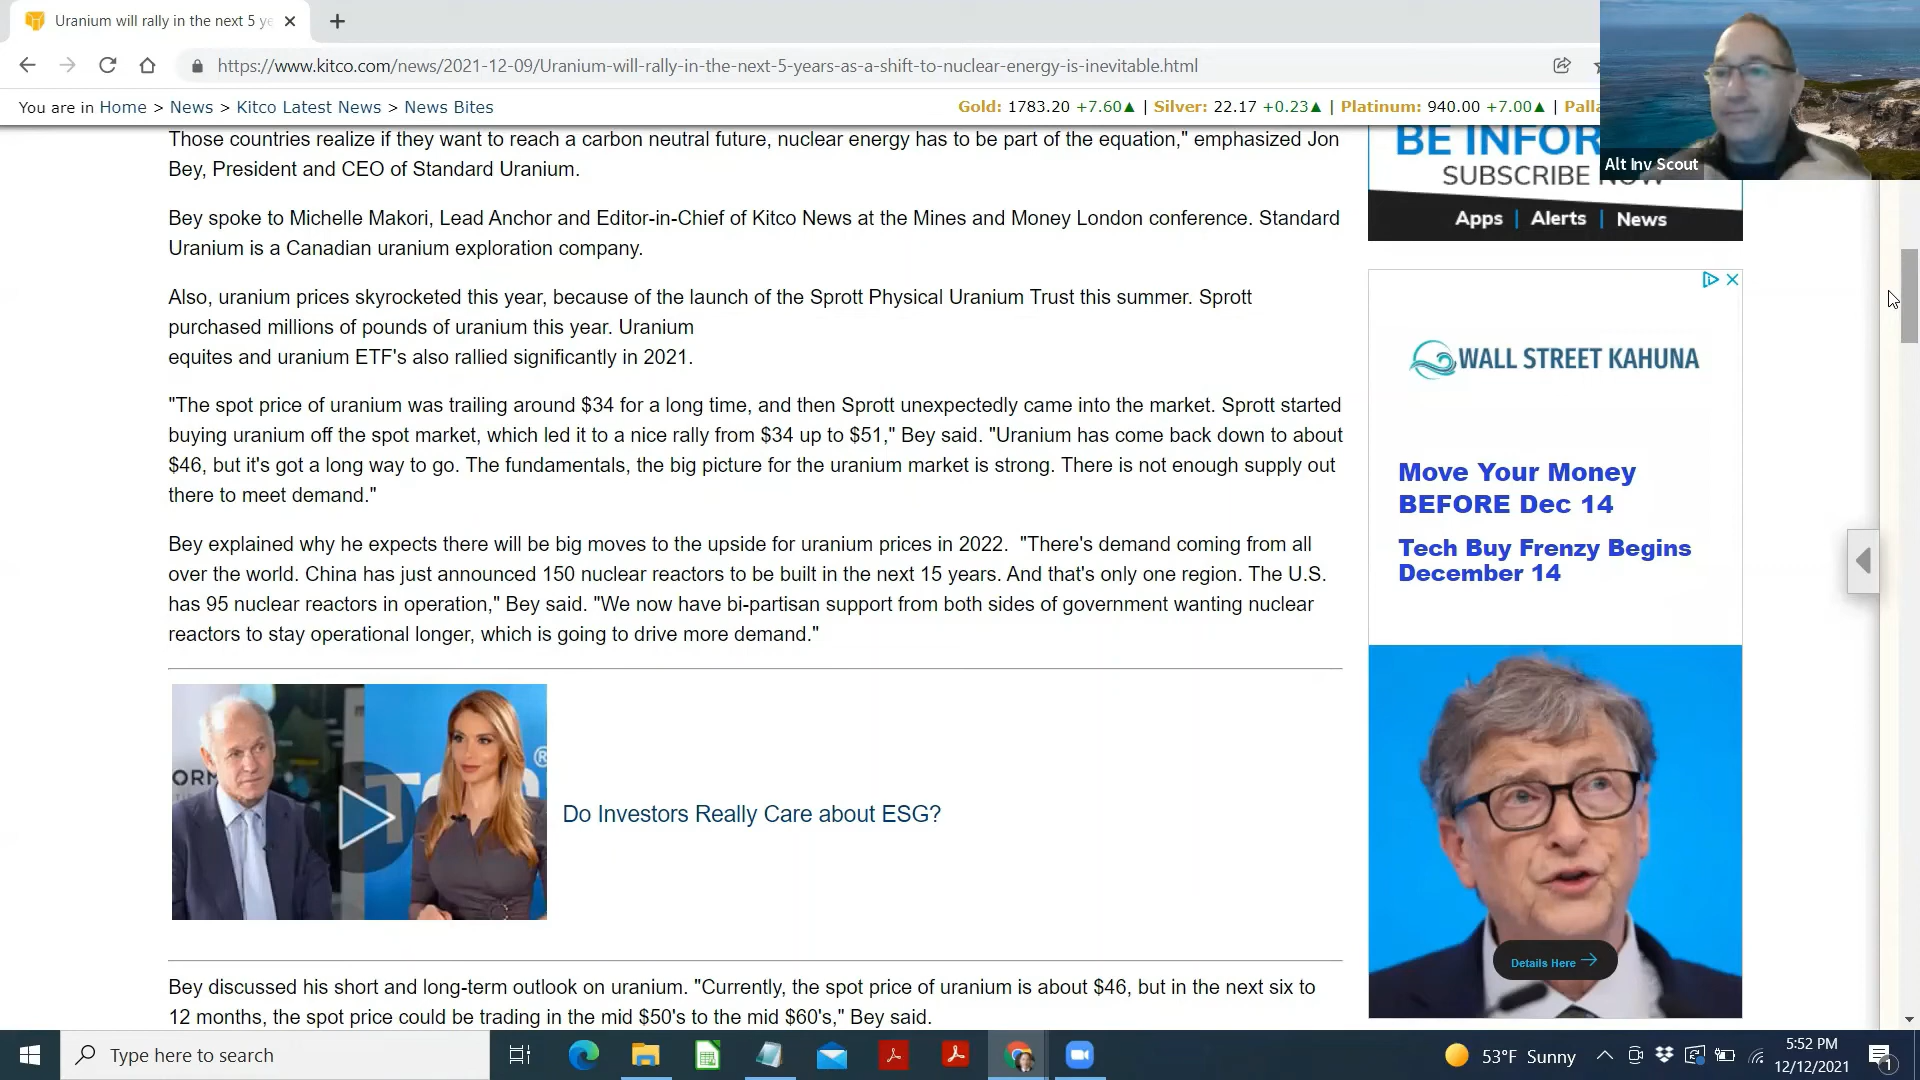 Uranium will rally in the next 5 ye
https://www.kitco.com/news/2021-12-09/Uranium-will-rally-in-the-next-5-years-as-a-shift-to-nuclear-energy-is-inevitable.html
You are in Home > News > Kitco Latest News > News Bites
Gold: 1783.20 +7.60▲ | Silver: 22.17 +0.23▲ | Platinum: 940.00 +7.00▲ | Palla
Those countries realize if they want to reach a carbon neutral future, nuclear energy has to be part of the equation," emphasized Jon
Bey, President and CEO of Standard Uranium.
Bey spoke to Michelle Makori, Lead Anchor and Editor-in-Chief of Kitco News at the Mines and Money London conference. Standard
Uranium is a Canadian uranium exploration company.
Also, uranium prices skyrocketed this year, because of the launch of the Sprott Physical Uranium Trust this summer. Sprott
purchased millions of pounds of uranium this year. Uranium
equites and uranium ETF's also rallied significantly in 2021.
"The spot price of uranium was trailing around $34 for a long time, and then Sprott unexpectedly came into the market. Sprott started
buying uranium off the spot market, which led it to a nice rally from $34 up to $51," Bey said. "Uranium has come back down to about
$46, but it's got a long way to go. The fundamentals, the big picture for the uranium market is strong. There is not enough supply out
there to meet demand."
Bey explained why he expects there will be big moves to the upside for uranium prices in 2022. "There's demand coming from all
over the world. China has just announced 150 nuclear reactors to be built in the next 15 years. And that's only one region. The U.S.
has 95 nuclear reactors in operation," Bey said. "We now have bi-partisan support from both sides of government wanting nuclear
reactors to stay operational longer, which is going to drive more demand."
ORM
®
Do Investors Really Care about ESG?
Bey discussed his short and long-term outlook on uranium. "Currently, the spot price of uranium is about $46, but in the next six to
12 months, the spot price could be trading in the mid $50's to the mid $60's," Bey said.
BE INFOR
SUBSCRIBE NOW
Apps | Alerts | News
Alt Inv Scout
WALL STREET KAHUNA
Move Your Money
BEFORE Dec 14
Tech Buy Frenzy Begins
December 14
Details Here
Type here to search
53°F Sunny
5:52 PM
12/12/2021
1